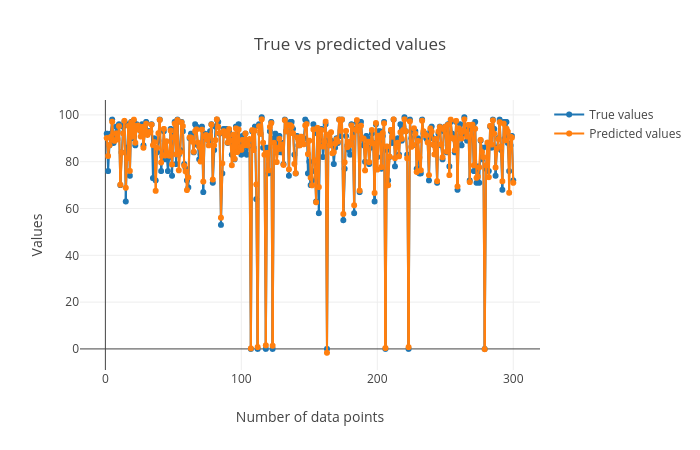 True vs predicted values
100
80
60
40
20
0
0
100
200
300
Values
Number of data points
True values
Predicted values